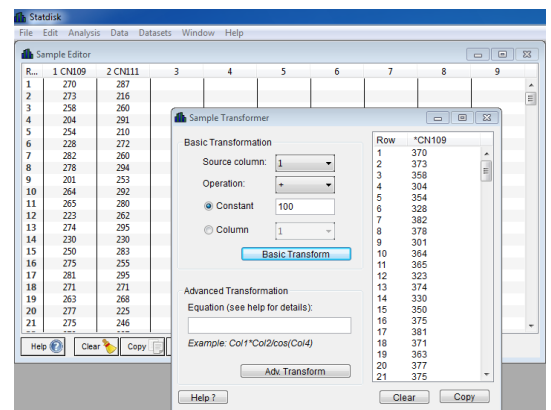 Statdisk
File Edit Analysis Data Datasets Window Help
Sample Editor
R... 1 CN109 2 CN111 3 4 5 6 7 8 9
1 270 287
2 273 216
3 258 260
4 204 291
5 254 210
6 228 272
7 282 260
8 278 294
9 201 253
10 264 292
11 265 280
12 223 262
13 274 295
14 230 230
15 250 283
16 275 255
17 281 295
18 271 271
19 263 268
20 277 225
21 275 246
Help Clear Copy
Sample Transformer
Basic Transformation
Source column: 1
Operation: +
Constant 100
Column 1
Basic Transform
Advanced Transformation
Equation (see help for details):
Example: Col1*Col2/cos(Col4)
Adv. Transform
Help ?
Row *CN109
1 370
2 373
3 358
4 304
5 354
6 328
7 382
8 378
9 301
10 364
11 365
12 323
13 374
14 330
15 350
16 375
17 381
18 371
19 363
20 377
21 375
Clear Copy